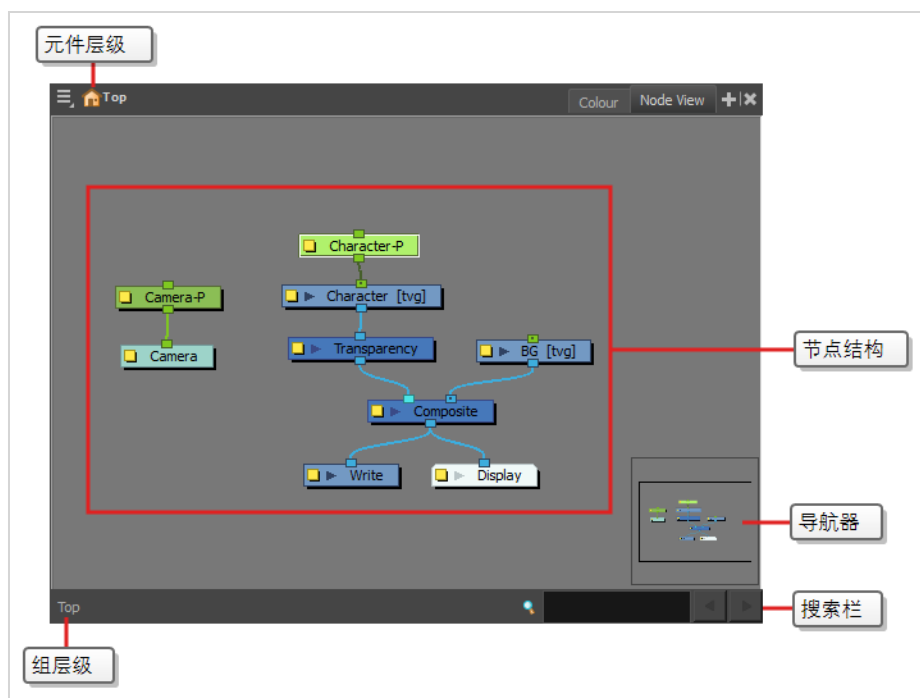 元件层级
Top
Colour
Node View
Character-P
Camera-P
Character [tvg]
Camera
Transparency
BG [tvg]
节点结构
Composite
Write
Display
导航器
Top
搜索栏
组层级